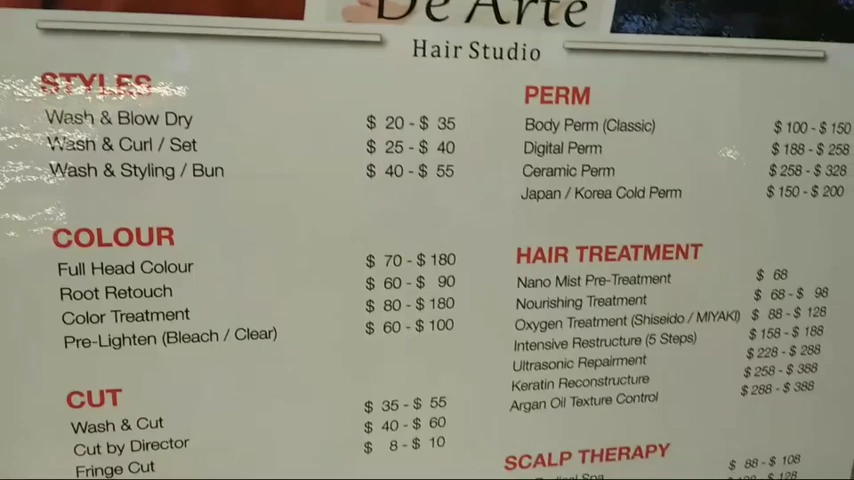 De Arte
Hair Studio
STYLES
Wash & Blow Dry $ 20 - $ 35
Wash & Curl / Set $ 25 - $ 40
Wash & Styling / Bun $ 40 - $ 55
COLOUR
Full Head Colour $ 70 - $ 180
Root Retouch $ 60 - $ 90
Color Treatment $ 80 - $ 180
Pre-Lighten (Bleach / Clear) $ 60 - $ 100
CUT
Wash & Cut $ 35 - $ 55
Cut by Director $ 40 - $ 60
Fringe Cut $ 8 - $ 10
PERM
Body Perm (Classic) $ 100 - $ 150
Digital Perm $ 188 - $ 258
Ceramic Perm $ 258 - $ 328
Japan / Korea Cold Perm $ 150 - $ 200
HAIR TREATMENT
Nano Mist Pre-Treatment $ 68
Nourishing Treatment $ 68 - $ 98
Oxygen Treatment (Shiseido / MIYAKI) $ 88 - $ 128
Intensive Restructure (5 Steps) $ 158 - $ 188
Ultrasonic Repairment $ 228 - $ 288
Keratin Reconstructure $ 258 - $ 388
Argan Oil Texture Control $ 288 - $ 388
SCALP THERAPY
Spa $ 88 - $ 108
$ 128